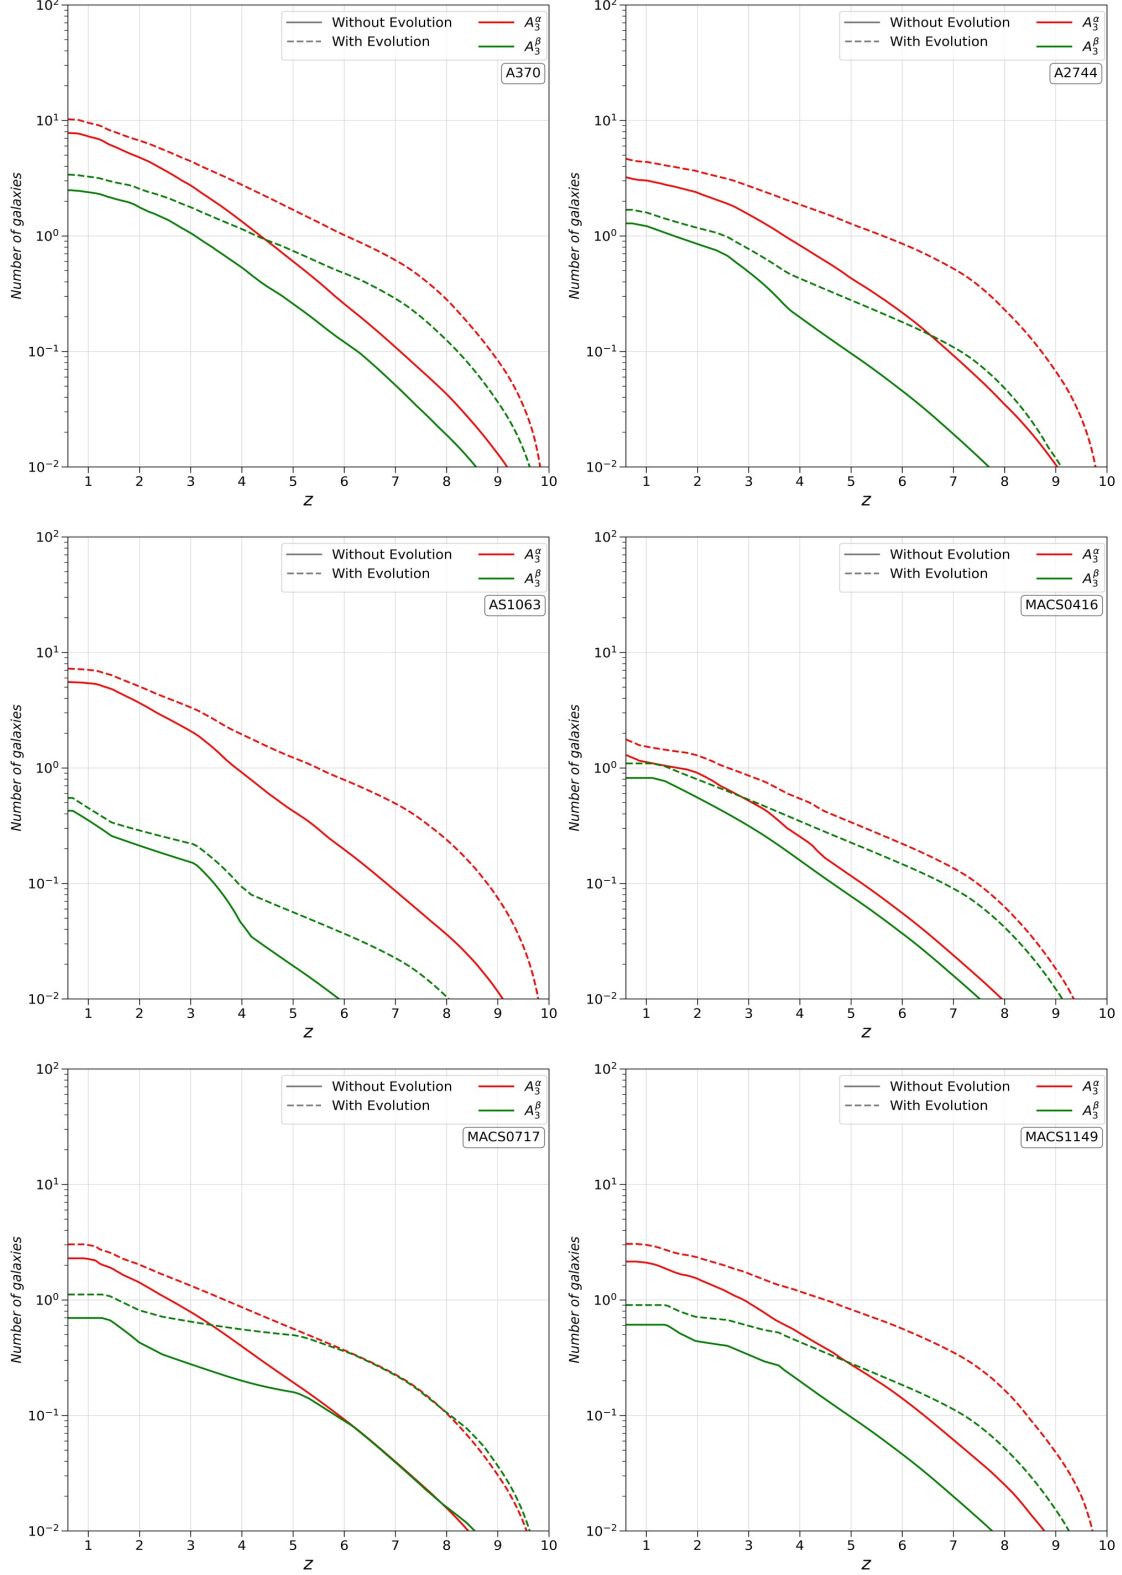 Without Evolution
With Evolution
A₃^α
A₃^β
A370
Number of galaxies
10² 10¹ 10⁰ 10⁻¹ 10⁻²
1 2 3 4 5 6 7 8 9 10
z
Without Evolution
With Evolution
A₃^α
A₃^β
A2744
Number of galaxies
10² 10¹ 10⁰ 10⁻¹ 10⁻²
1 2 3 4 5 6 7 8 9 10
z
Without Evolution
With Evolution
A₃^α
A₃^β
AS1063
Number of galaxies
10² 10¹ 10⁰ 10⁻¹ 10⁻²
1 2 3 4 5 6 7 8 9 10
z
Without Evolution
With Evolution
A₃^α
A₃^β
MACS0416
Number of galaxies
10² 10¹ 10⁰ 10⁻¹ 10⁻²
1 2 3 4 5 6 7 8 9 10
z
Without Evolution
With Evolution
A₃^α
A₃^β
MACS0717
Number of galaxies
10² 10¹ 10⁰ 10⁻¹ 10⁻²
1 2 3 4 5 6 7 8 9 10
z
Without Evolution
With Evolution
A₃^α
A₃^β
MACS1149
Number of galaxies
10² 10¹ 10⁰ 10⁻¹ 10⁻²
1 2 3 4 5 6 7 8 9 10
z